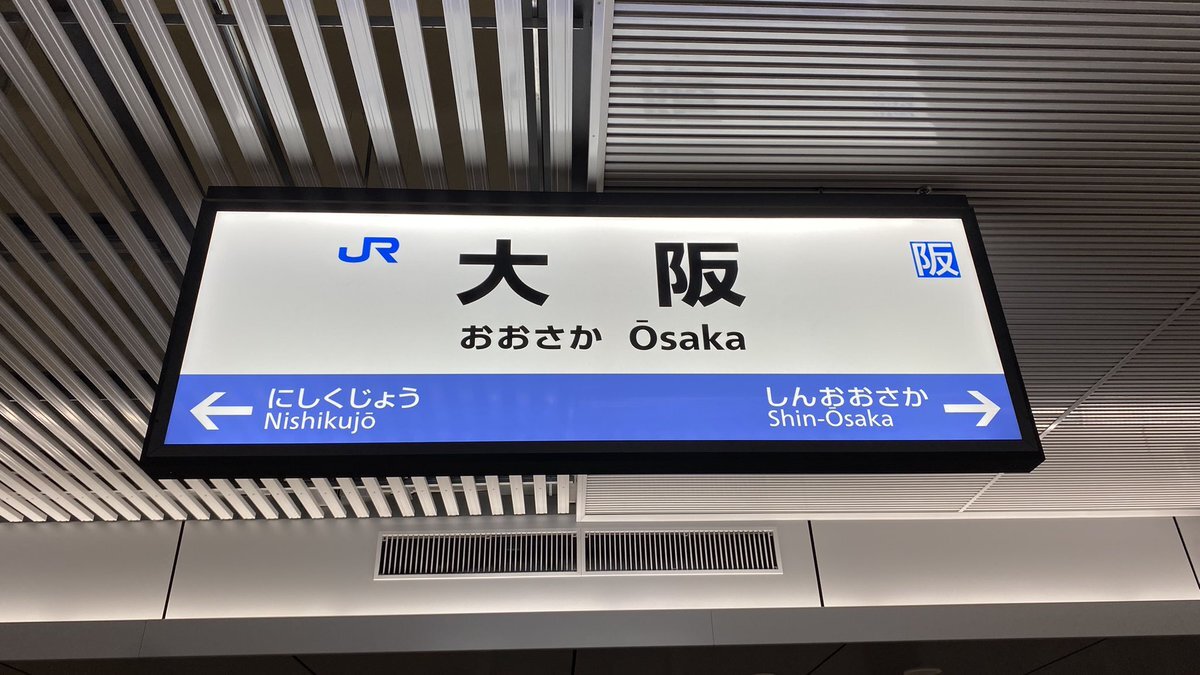 JR 大阪 阪
おおさか Ōsaka
← にしくじょう しんおおさか →
Nishikujō Shin-Ōsaka